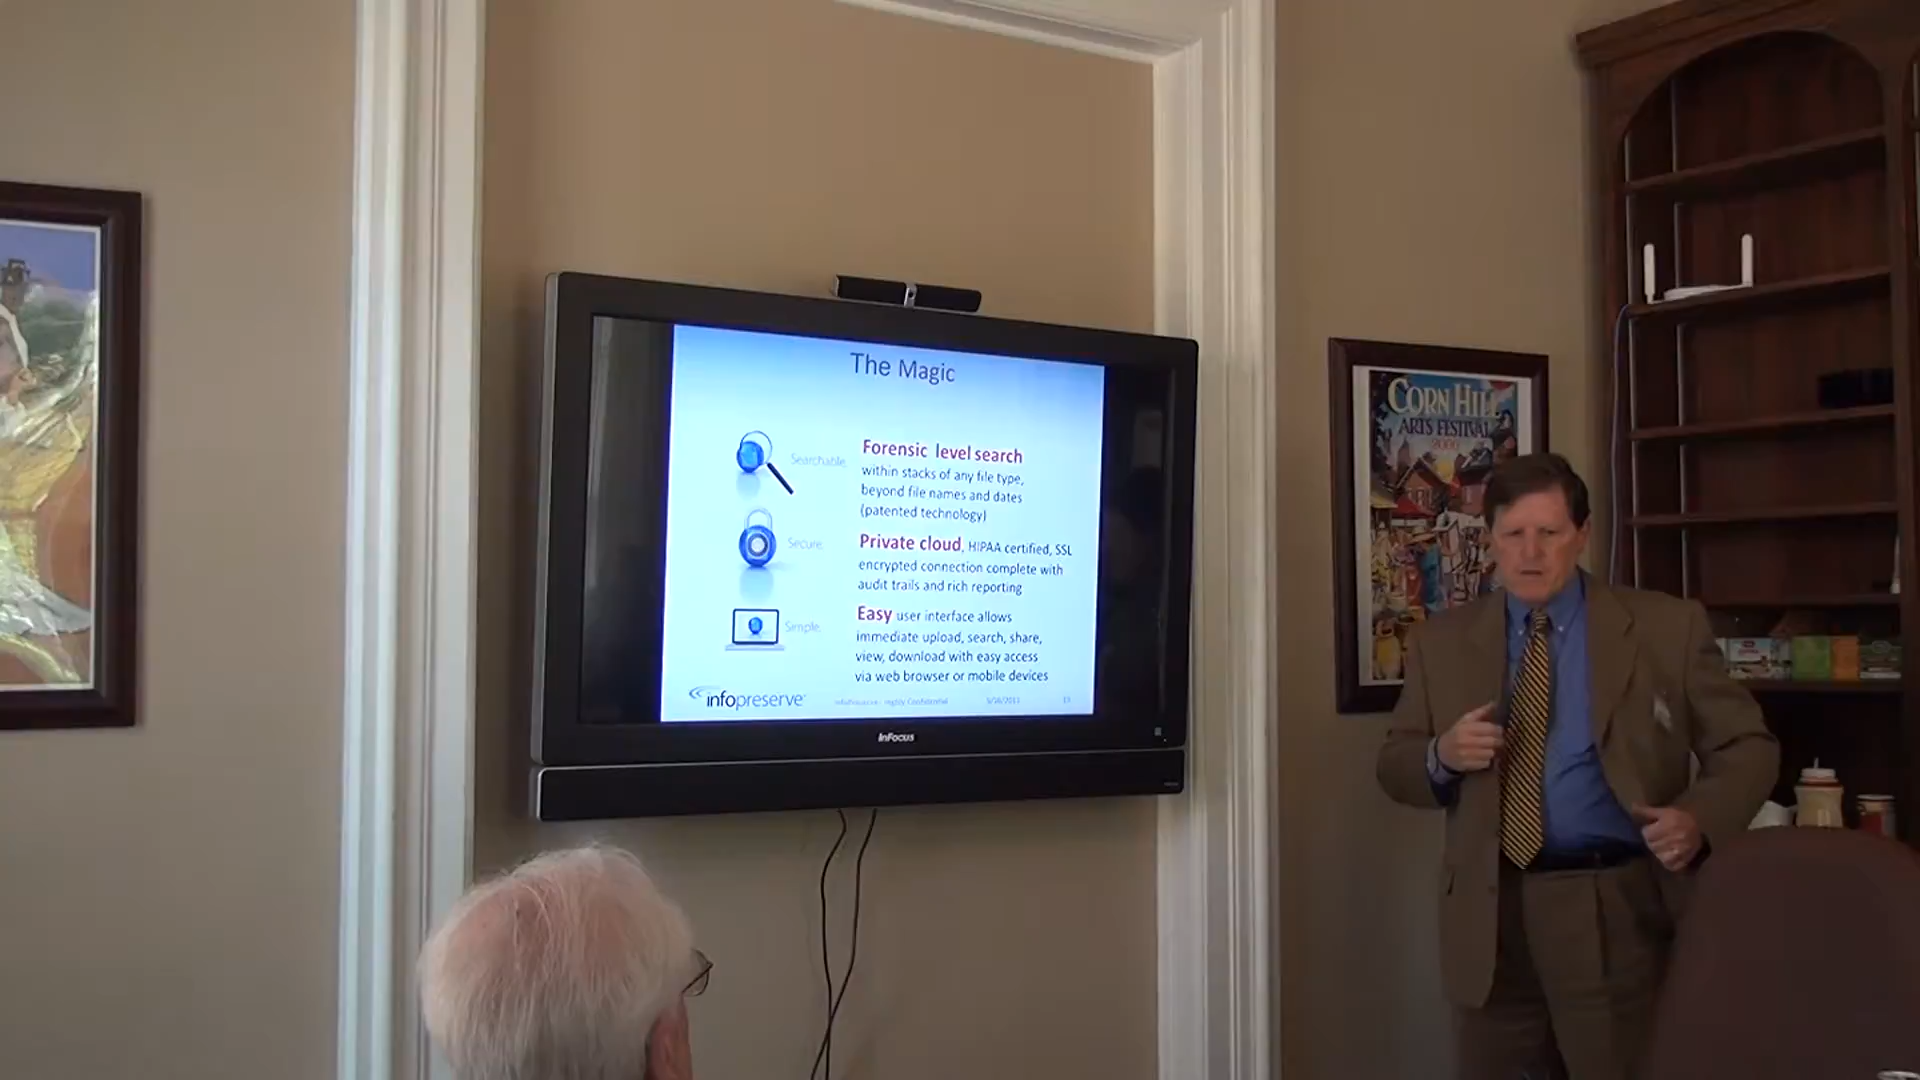 The Magic
Searchable.
Forensic level search
within stacks of any file type,
beyond file names and dates
(patented technology)
Secure.
Private cloud, HIPAA certified, SSL
encrypted connection complete with
audit trails and rich reporting
Simple.
Easy user interface allows
immediate upload, search, share,
view, download with easy access
via web browser or mobile devices
infopreserve
Highly Confidential
InFocus
CORN HILL
ARTS FESTIVAL